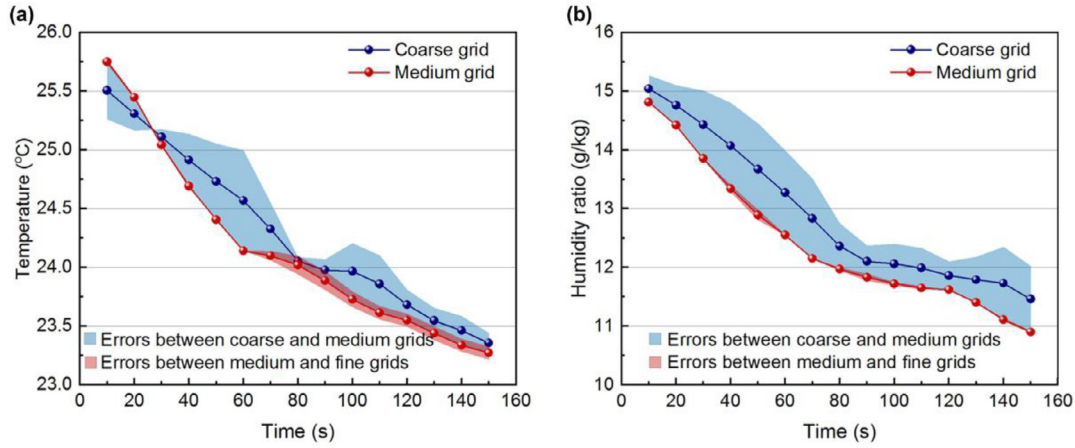 (a)
26.0
25.5
25.0
24.5
24.0
23.5
23.0
Temperature (°C)
Coarse grid
Medium grid
Errors between coarse and medium grids
Errors between medium and fine grids
0 20 40 60 80 100 120 140 160
Time (s)
(b)
16
15
14
13
12
11
10
Humidity ratio (g/kg)
Coarse grid
Medium grid
Errors between coarse and medium grids
Errors between medium and fine grids
0 20 40 60 80 100 120 140 160
Time (s)